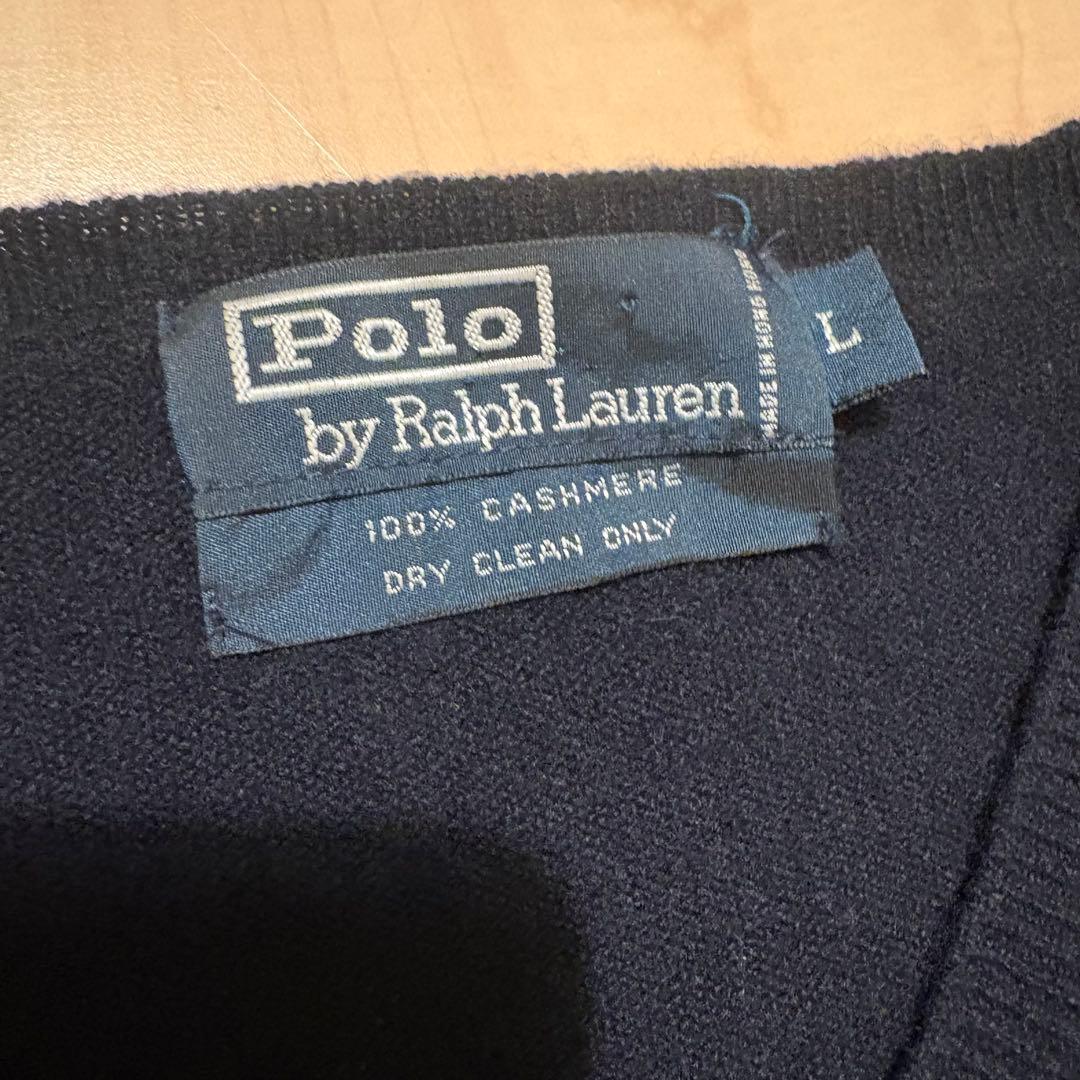 Polo
by Ralph Lauren
MADE IN HONG KONG
L
100% CASHMERE
DRY CLEAN ONLY